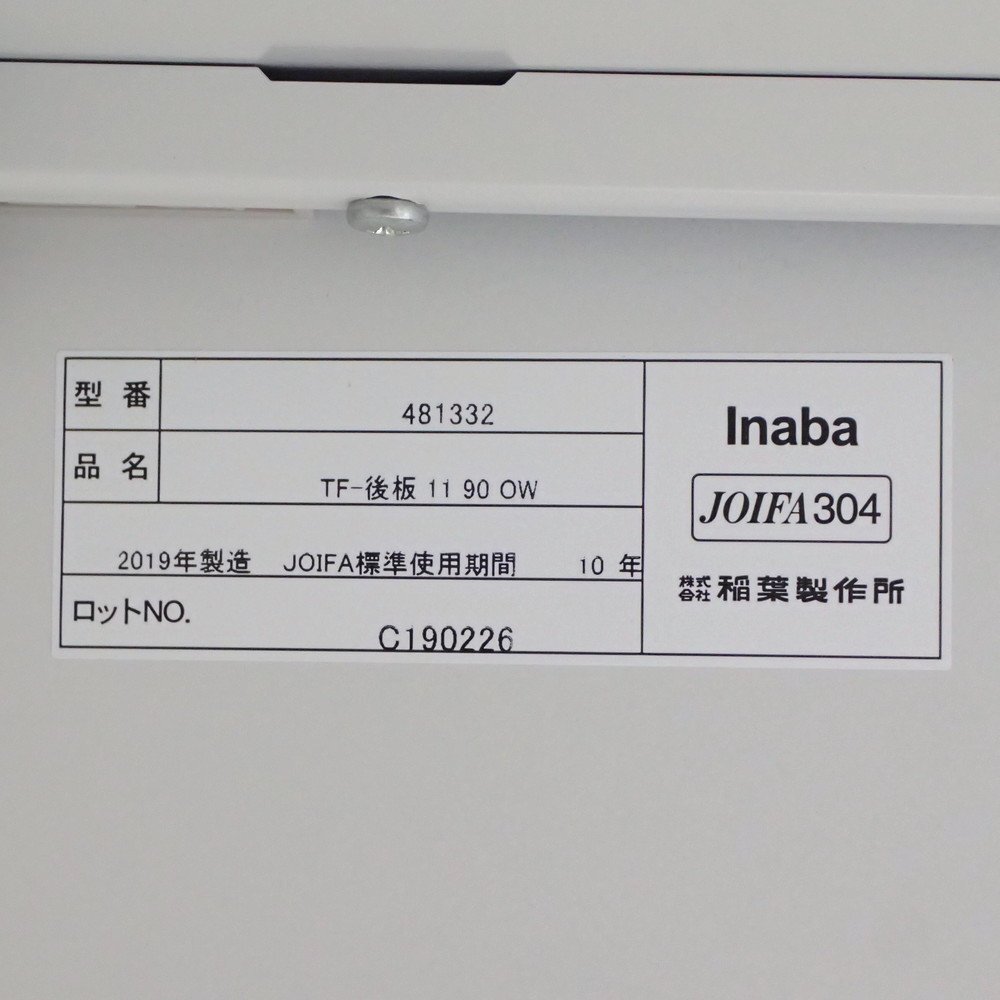 型番 481332
品名 TF-後板 11 90 OW
2019年製造 JOIFA標準使用期間 10 年
ロットNO. C190226
Inaba
JOIFA304
株式会社 稲葉製作所